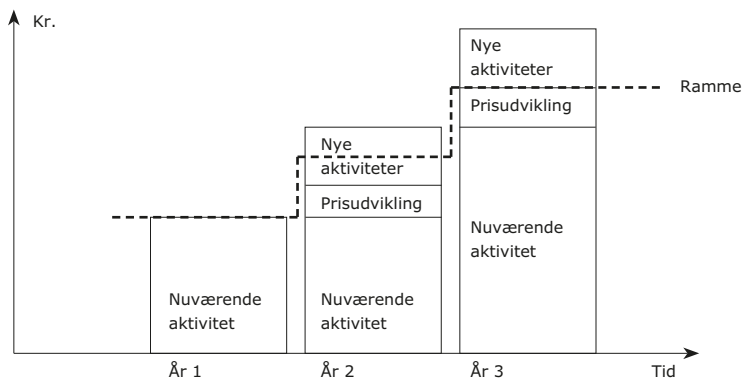 Kr.
Nye
aktiviteter
Ramme
Prisudvikling
Nye
aktiviteter
Prisudvikling
Nuværende
aktivitet
Nuværende
aktivitet
Nuværende
aktivitet
År 1
År 2
År 3
Tid